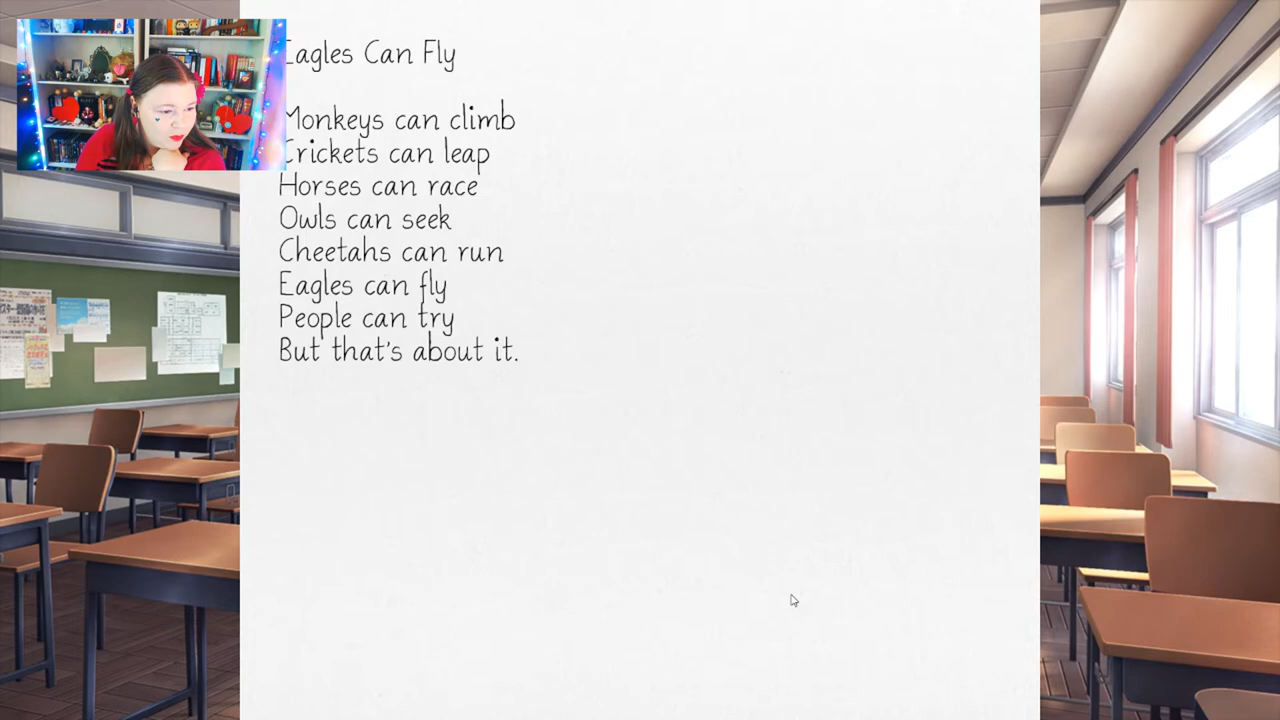 Eagles Can Fly
Monkeys can climb
Crickets can leap
Horses can race
Owls can seek
Cheetahs can run
Eagles can fly
People can try
But that's about it.